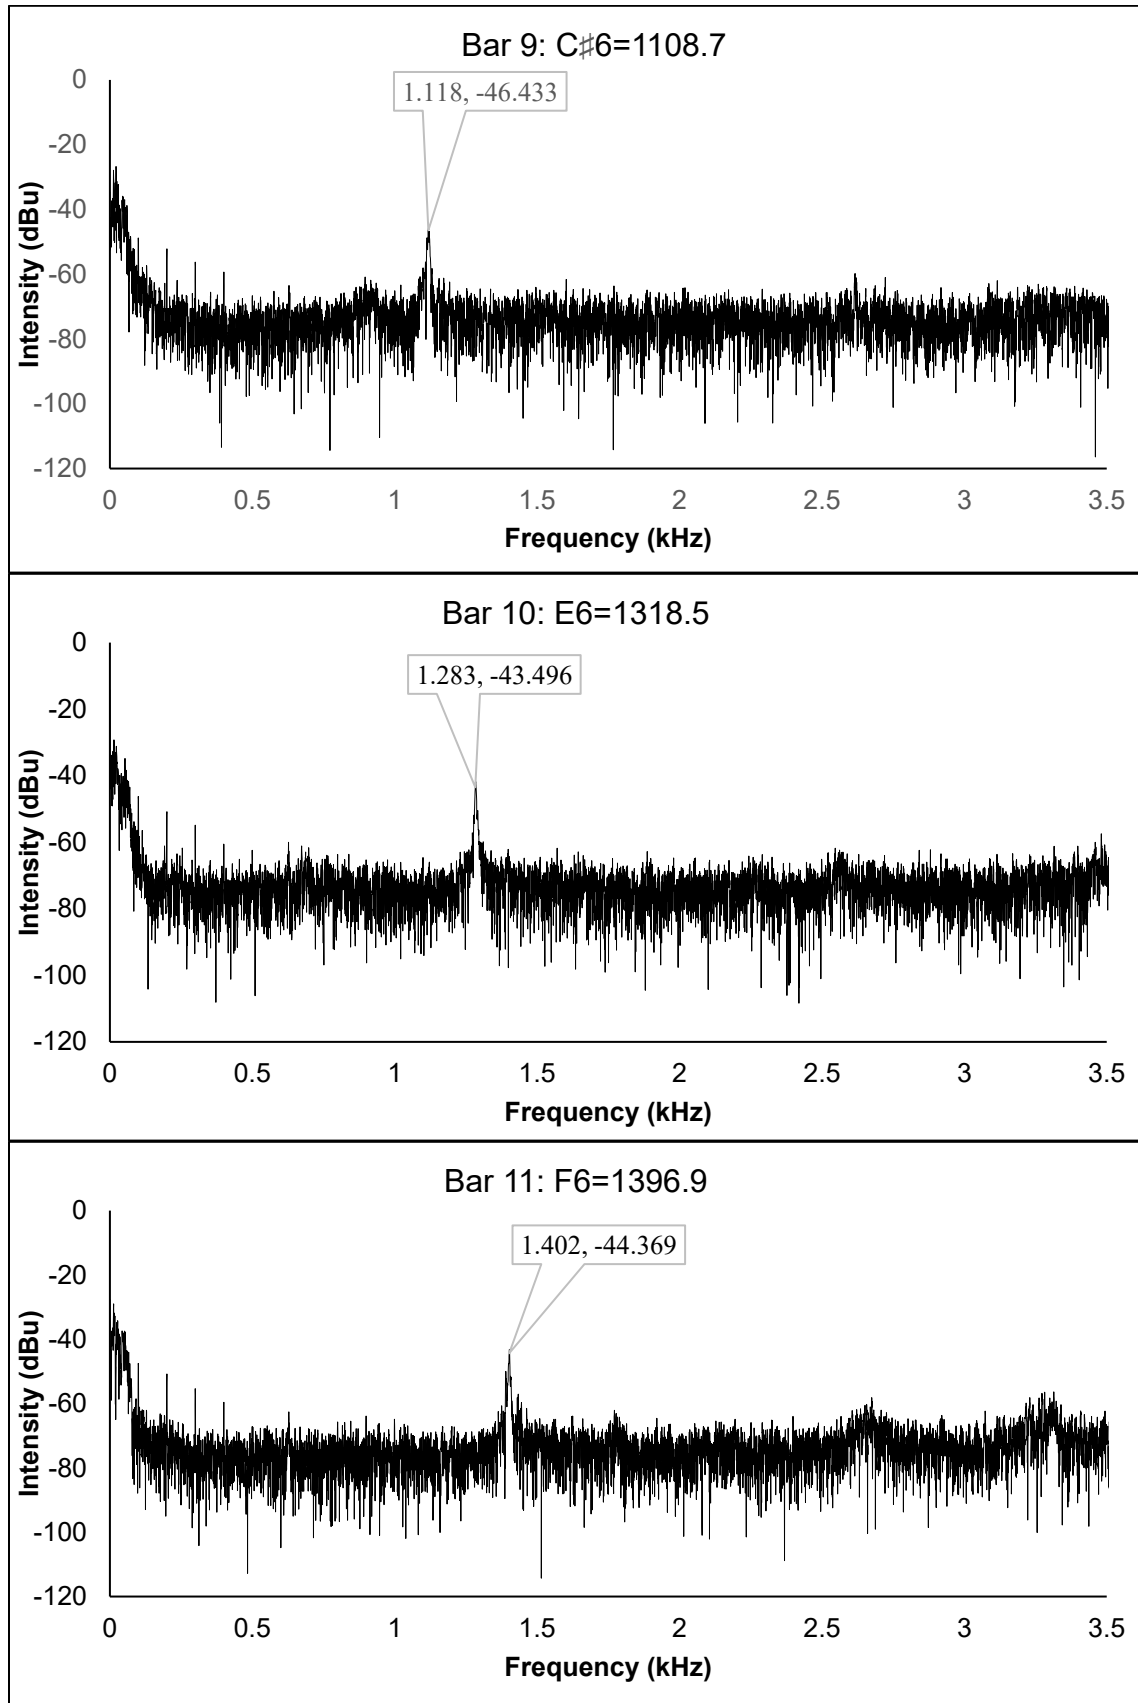 Bar 9: C♯6=1108.7
1.118, -46.433
0
-20
-40
-60
-80
-100
-120
Intensity (dBu)
0 0.5 1 1.5 2 2.5 3 3.5
Frequency (kHz)
Bar 10: E6=1318.5
1.283, -43.496
0
-20
-40
-60
-80
-100
-120
Intensity (dBu)
0 0.5 1 1.5 2 2.5 3 3.5
Frequency (kHz)
Bar 11: F6=1396.9
1.402, -44.369
0
-20
-40
-60
-80
-100
-120
Intensity (dBu)
0 0.5 1 1.5 2 2.5 3 3.5
Frequency (kHz)